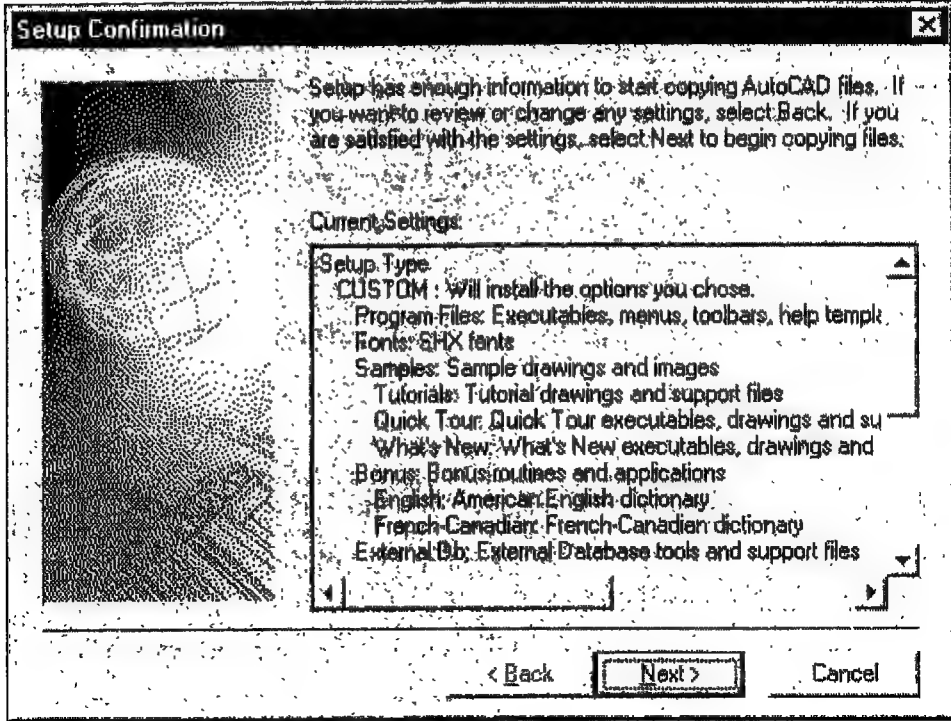 Setup Confirmation
Setup has enough information to start copying AutoCAD files. If
you want to review or change any settings, select Back. If you
are satisfied with the settings, select Next to begin copying files.
Current Settings:
Setup Type
CUSTOM : Will install the options you chose.
Program Files: Executables, menus, toolbars, help templa
Fonts: SHX fonts
Samples: Sample drawings and images
Tutorials: Tutorial drawings and support files
Quick Tour: Quick Tour executables, drawings and su
What's New: What's New executables, drawings and
Bonus: Bonus routines and applications
English: American English dictionary
French-Canadian: French-Canadian dictionary
External Db: External Database tools and support files
< Back
Next >
Cancel